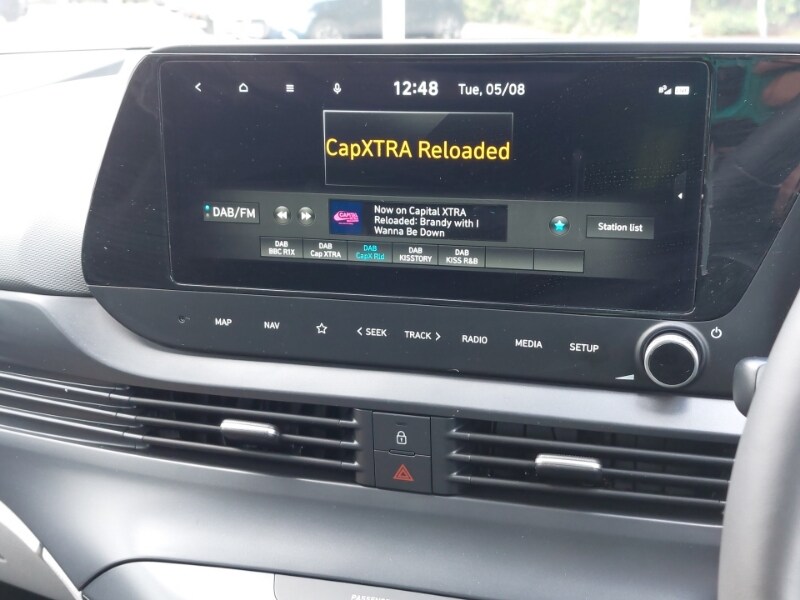 12:48 Tue, 05/08
CapXTRA Reloaded
DAB/FM
CAPITAL
Now on Capital XTRA
Reloaded: Brandy with I
Wanna Be Down
Station list
DAB
BBC R1X
DAB
Cap XTRA
DAB
CapX Rld
DAB
KISSTORY
DAB
KISS R&B
MAP NAV < SEEK TRACK > RADIO MEDIA SETUP
PASSENGER